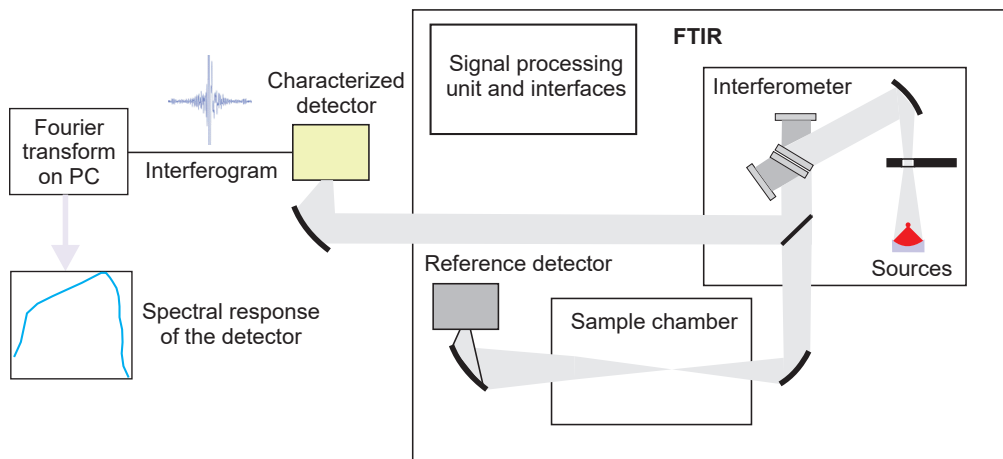 FTIR
Signal processing
unit and interfaces
Interferometer
Characterized
detector
Fourier
transform
on PC
Interferogram
Sources
Reference detector
Sample chamber
Spectral response
of the detector